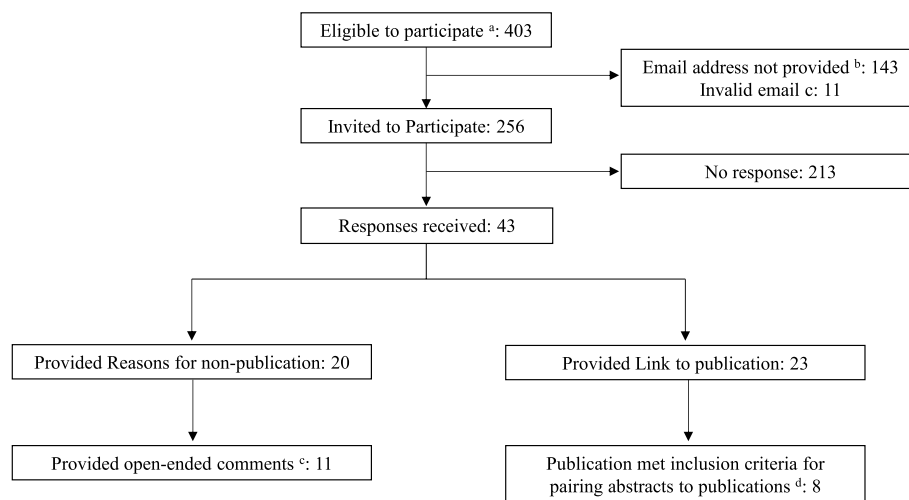 Eligible to participate ᵃ: 403
Email address not provided ᵇ: 143
Invalid email c: 11
Invited to Participate: 256
No response: 213
Responses received: 43
Provided Reasons for non-publication: 20
Provided Link to publication: 23
Provided open-ended comments ᶜ: 11
Publication met inclusion criteria for
pairing abstracts to publications ᵈ: 8